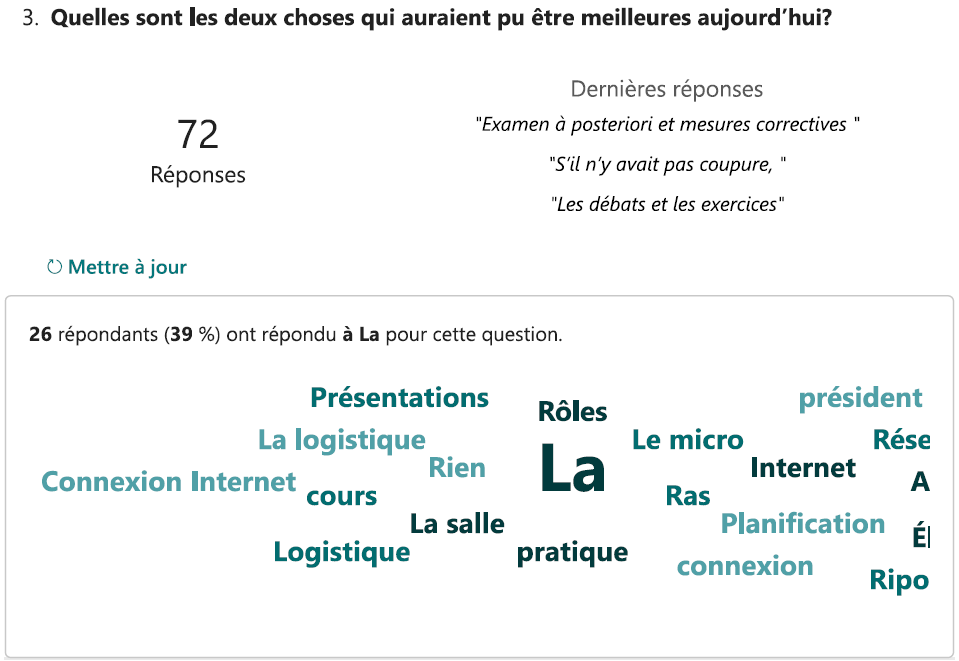 3. Quelles sont les deux choses qui auraient pu être meilleures aujourd’hui?
72
Réponses
Dernières réponses
"Examen à posteriori et mesures correctives "
"S’il n’y avait pas coupure, "
"Les débats et les exercices"
Mettre à jour
26 répondants (39 %) ont répondu à La pour cette question.
Présentations
Rôles
président
La logistique
Le micro
Rése
Connexion Internet
Rien
La
Internet
A
cours
Ras
La salle
Planification
Logistique
pratique
connexion
Ripo